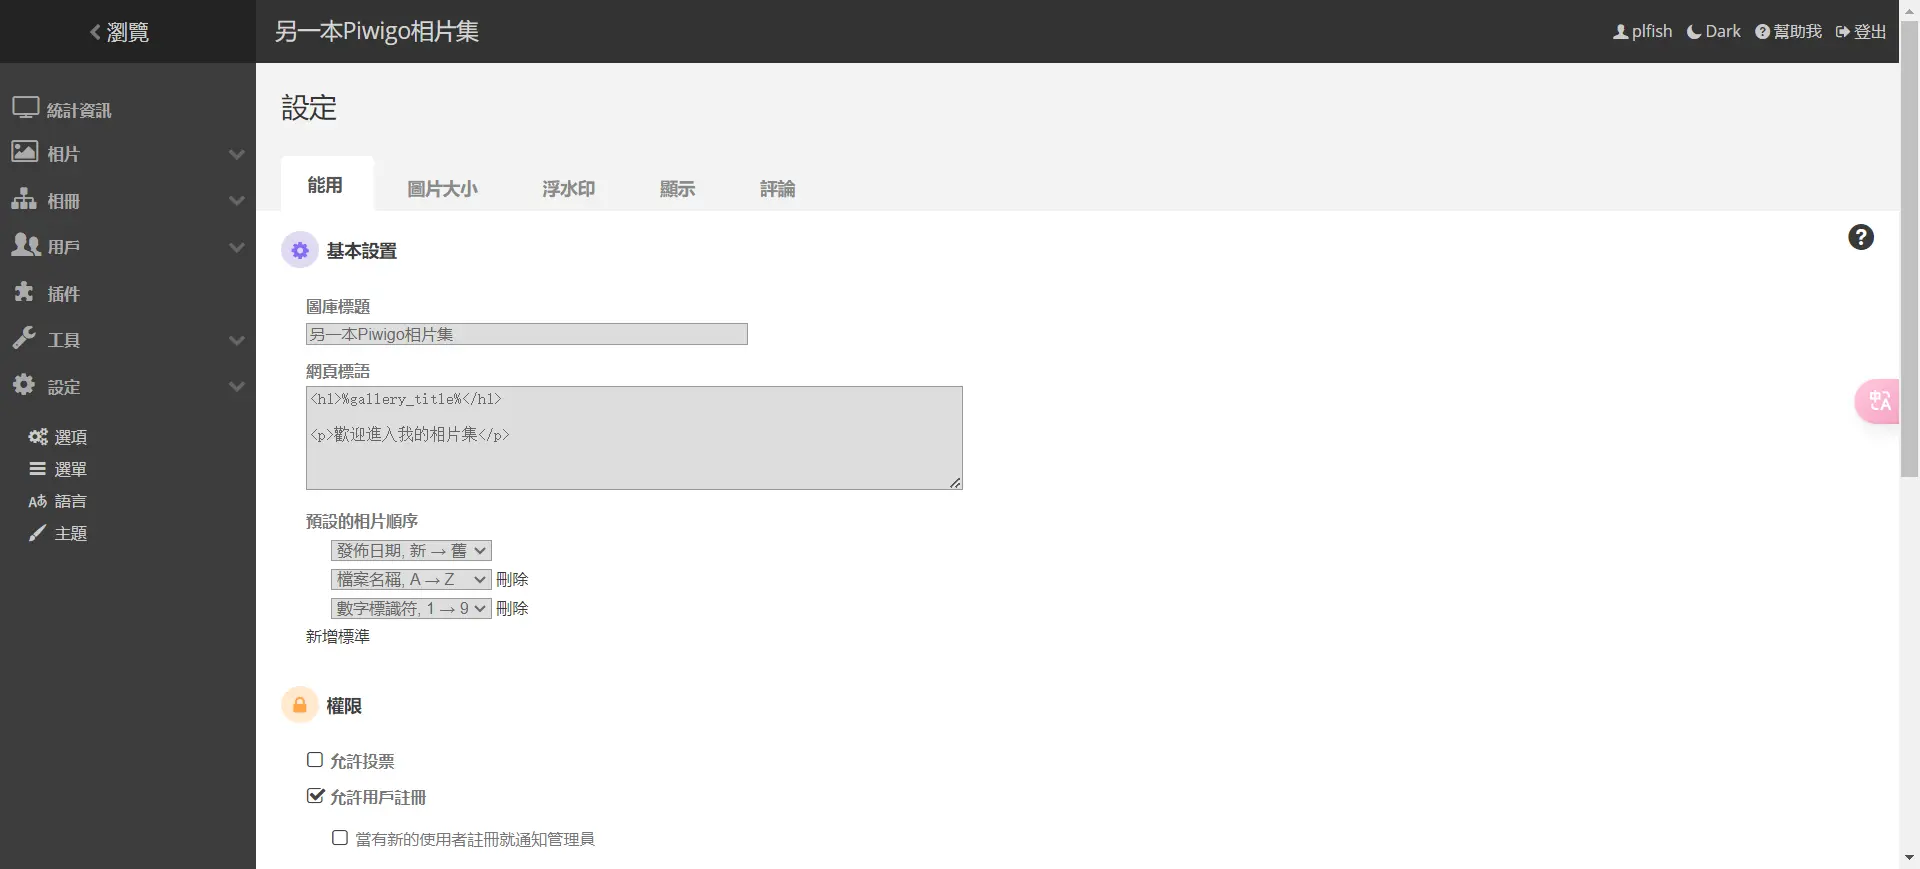 瀏覽
另一本Piwigo相片集
plfish
Dark
幫助我
登出
統計資訊
相片
相冊
用戶
插件
工具
設定
選項
選單
語言
主題
設定
能用
圖片大小
浮水印
顯示
評論
基本設置
圖庫標題
另一本Piwigo相片集
網頁標語
<h1>%gallery_title%</h1>
<p>歡迎進入我的相片集</p>
預設的相片順序
發佈日期, 新 → 舊
檔案名稱, A → Z 刪除
數字標識符, 1 → 9 刪除
新增標準
權限
允許投票
允許用戶註冊
當有新的使用者註冊就通知管理員